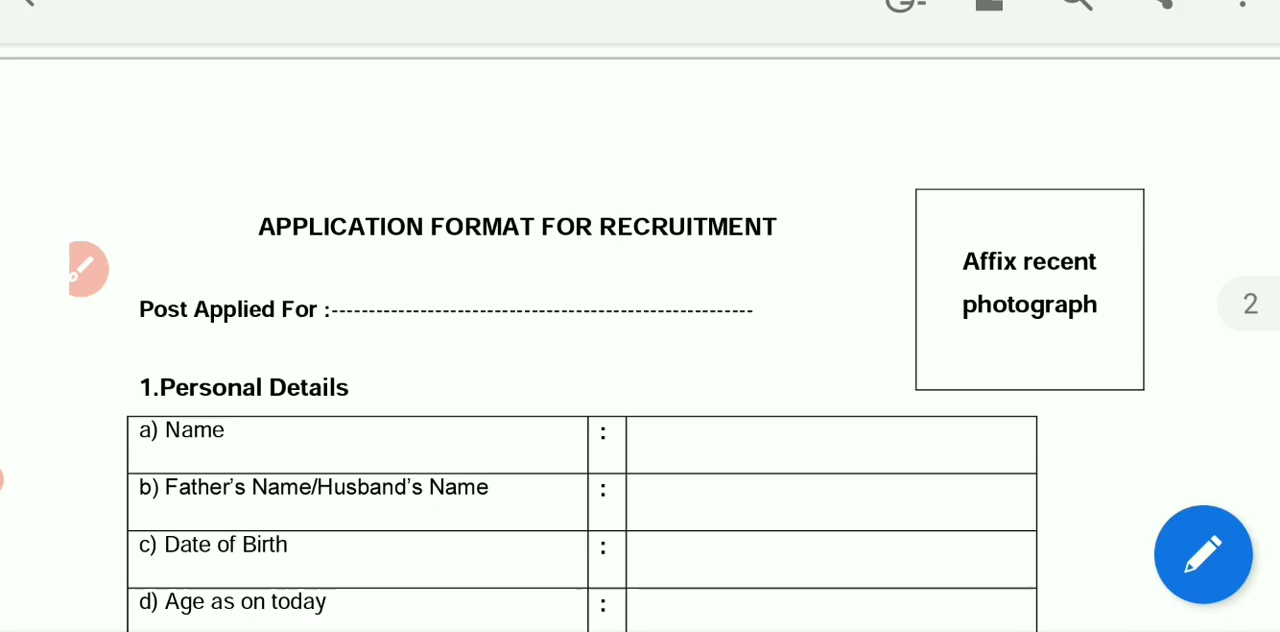 APPLICATION FORMAT FOR RECRUITMENT
Affix recent
photograph
Post Applied For :---------------------------------------------------------
2
1.Personal Details
a) Name :
b) Father’s Name/Husband’s Name :
c) Date of Birth :
d) Age as on today :